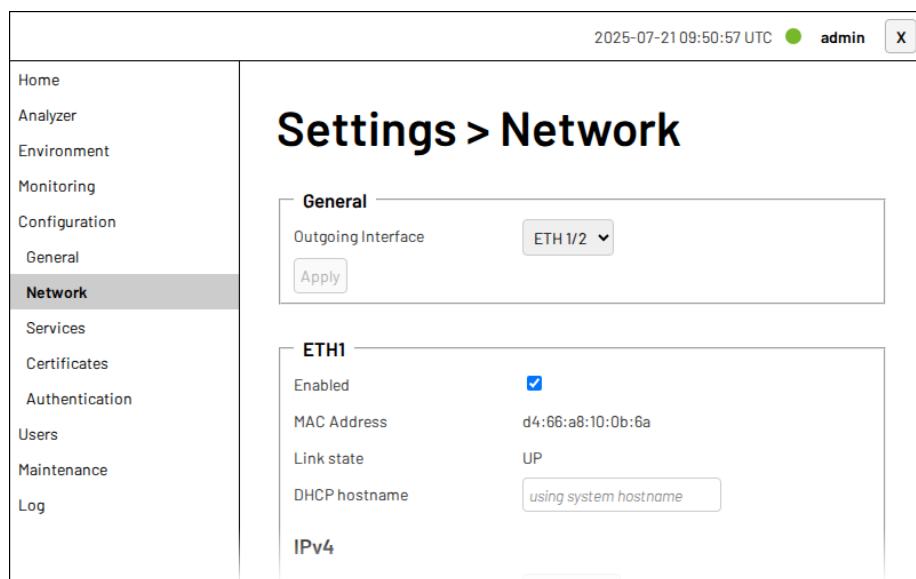 2025-07-21 09:50:57 UTC admin X
Home
Analyzer
Environment
Monitoring
Configuration
General
Network
Services
Certificates
Authentication
Users
Maintenance
Log
Settings > Network
General
Outgoing Interface ETH 1/2
Apply
ETH1
Enabled
MAC Address d4:66:a8:10:0b:6a
Link state UP
DHCP hostname using system hostname
IPv4